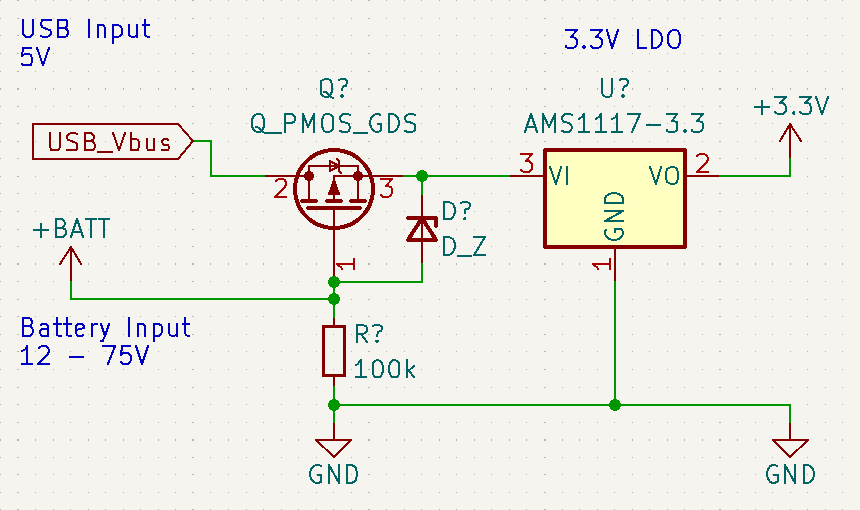 USB Input
5V
3.3V LDO
Q?
Q_PMOS_GDS
U?
AMS1117-3.3
+3.3V
USB_Vbus
2
3
1
3
VI
VO
2
GND
1
D?
D_Z
+BATT
Battery Input
12 - 75V
R?
100k
GND
GND